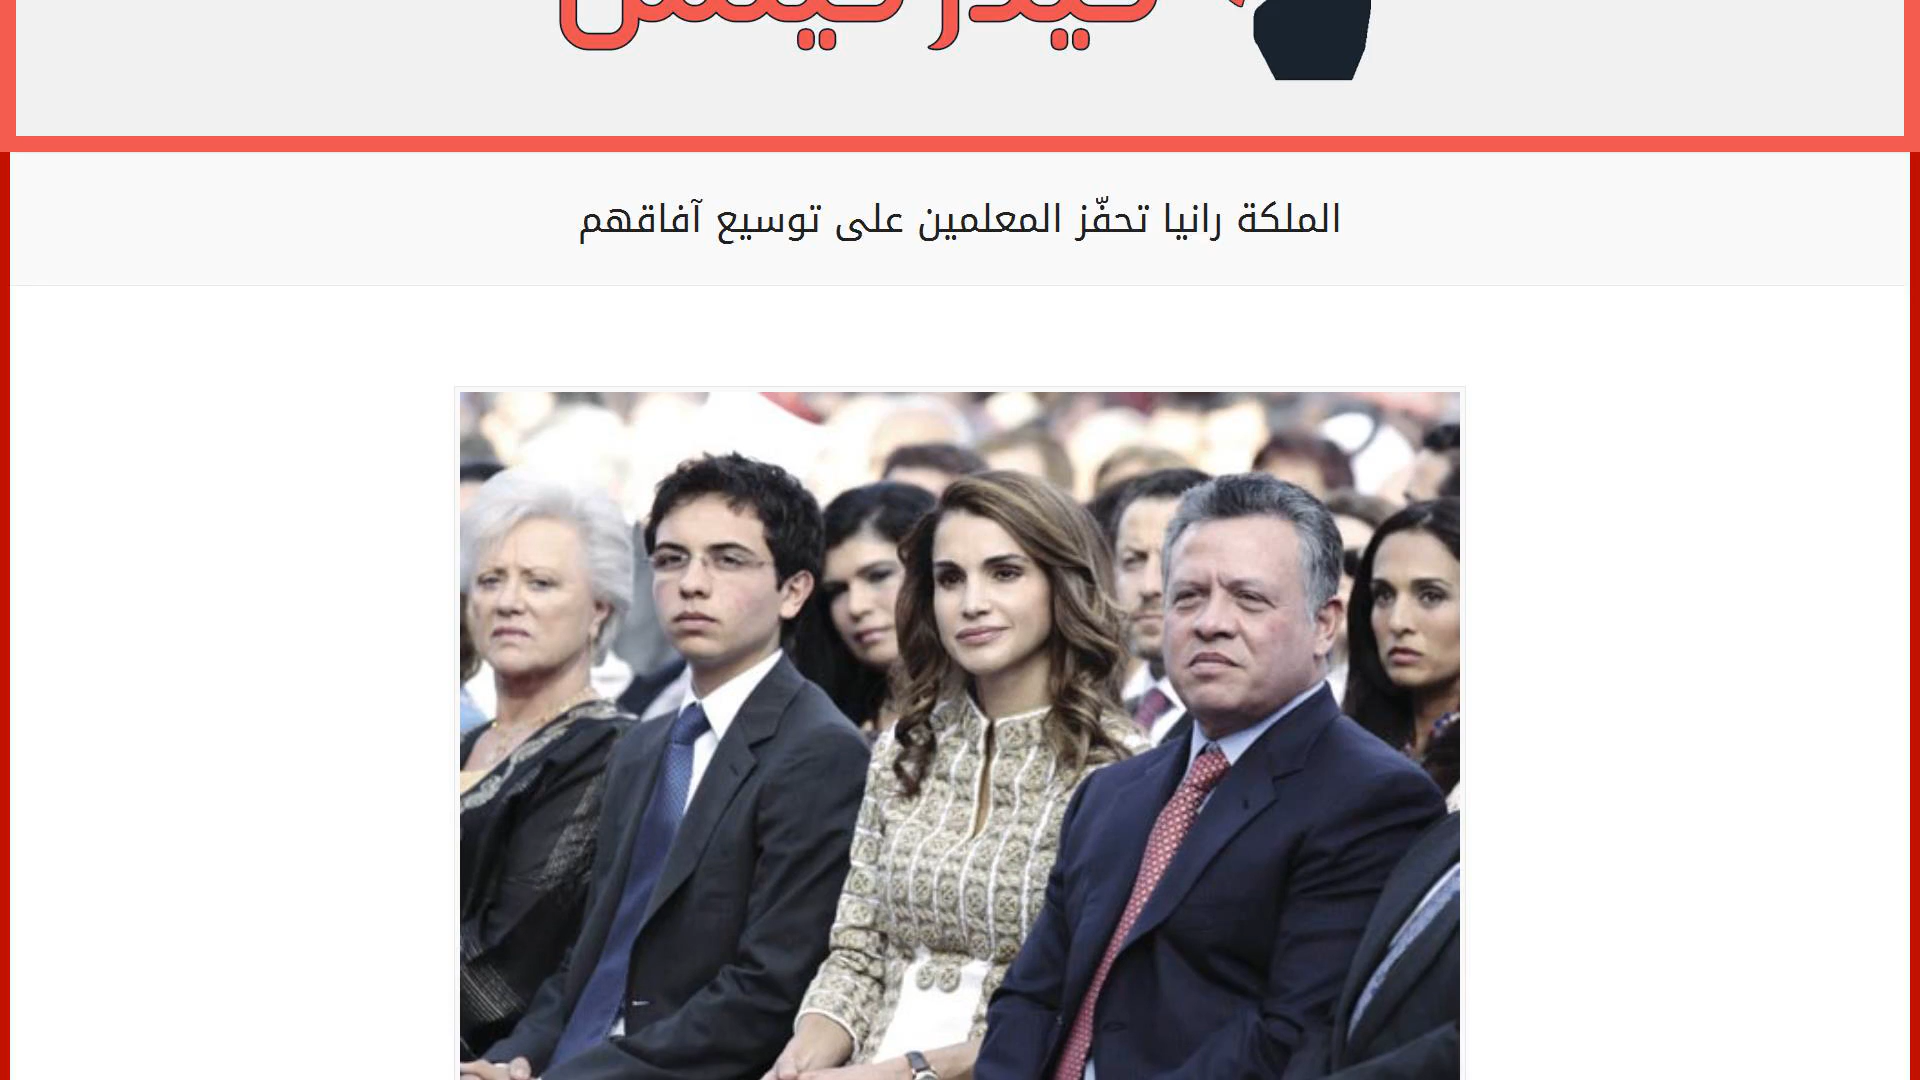 الملكة رانيا تحفّز المعلمين على توسيع آفاقهم